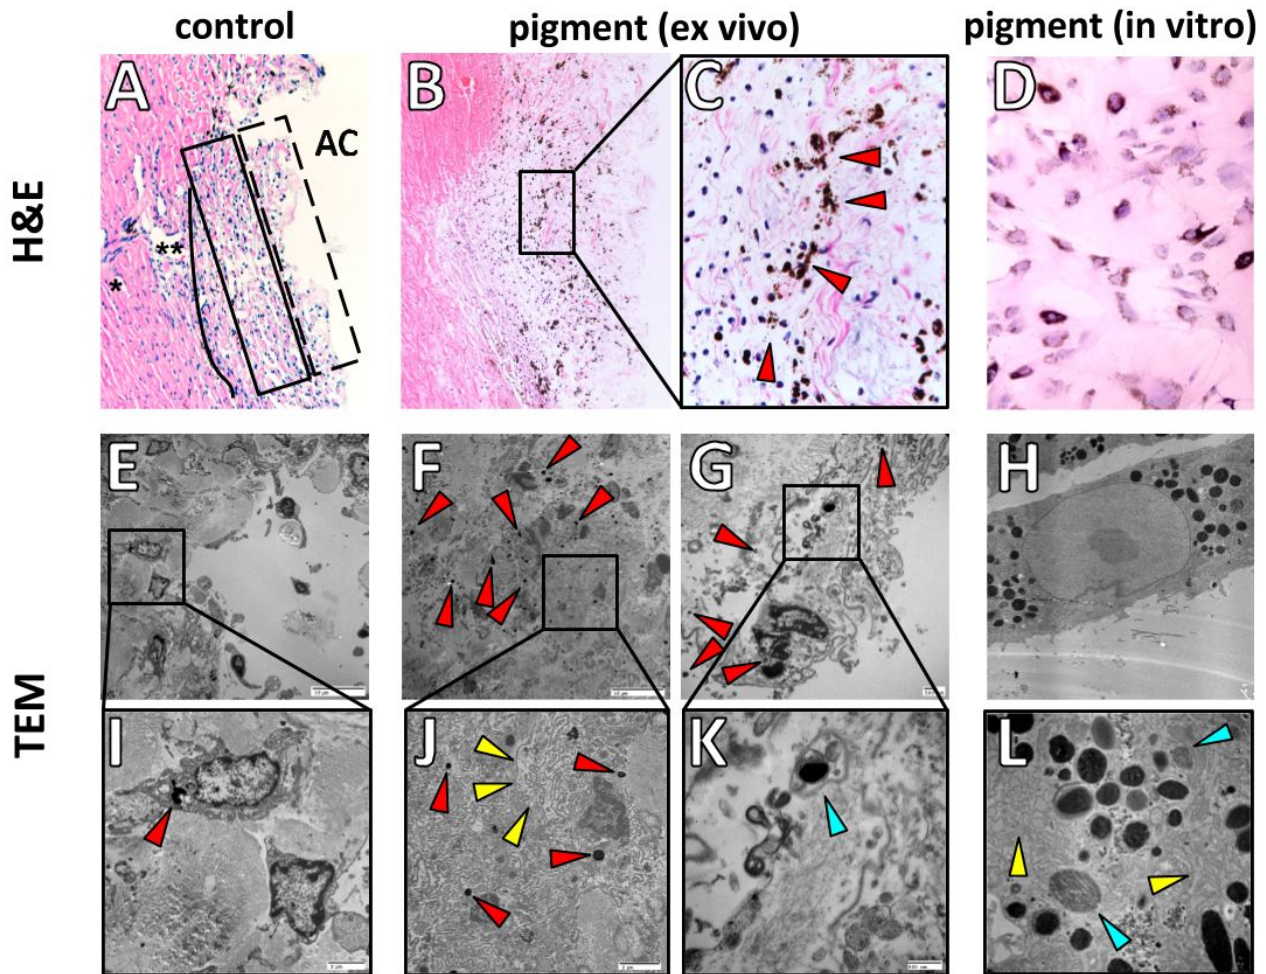 control
pigment (ex vivo)
pigment (in vitro)
H&E
A
AC
**
*
B
C
D
TEM
E
F
G
H
I
J
K
L